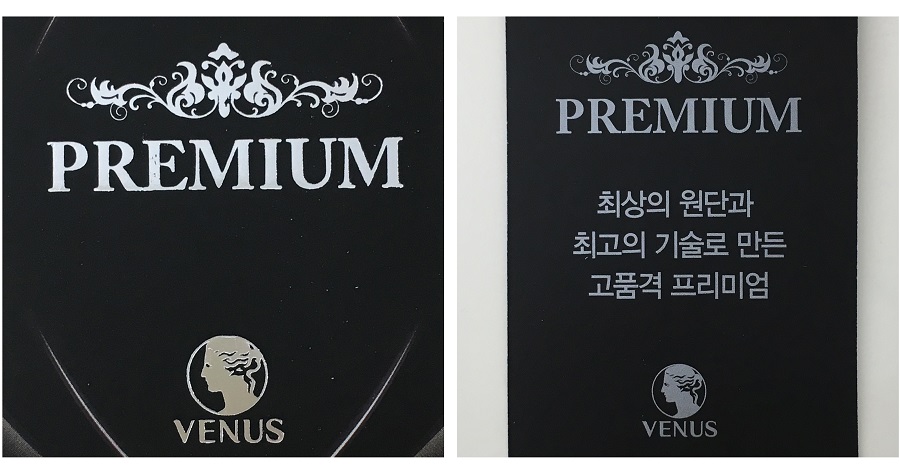 PREMIUM
VENUS
PREMIUM
최상의 원단과
최고의 기술로 만든
고품격 프리미엄
VENUS